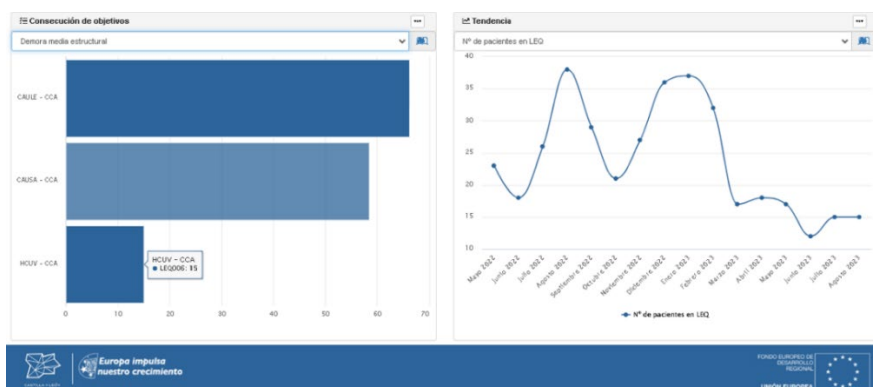 Consecución de objetivos
Demora media estructural
CAULE - CCA
CAUSA - CCA
HCUV - CCA
HCUV - CCA
LEQ006: 15
0 10 20 30 40 50 60 70
Tendencia
Nº de pacientes en LEQ
40
35
30
25
20
15
10
Mayo 2022
Junio 2022
Julio 2022
Agosto 2022
Septiembre 2022
Octubre 2022
Noviembre 2022
Diciembre 2022
Enero 2023
Febrero 2023
Marzo 2023
Abril 2023
Mayo 2023
Junio 2023
Julio 2023
Agosto 2023
Nº de pacientes en LEQ
Europa impulsa
nuestro crecimiento
FONDO EUROPEO DE
DESARROLLO
REGIONAL
UNIÓN EUROPEA